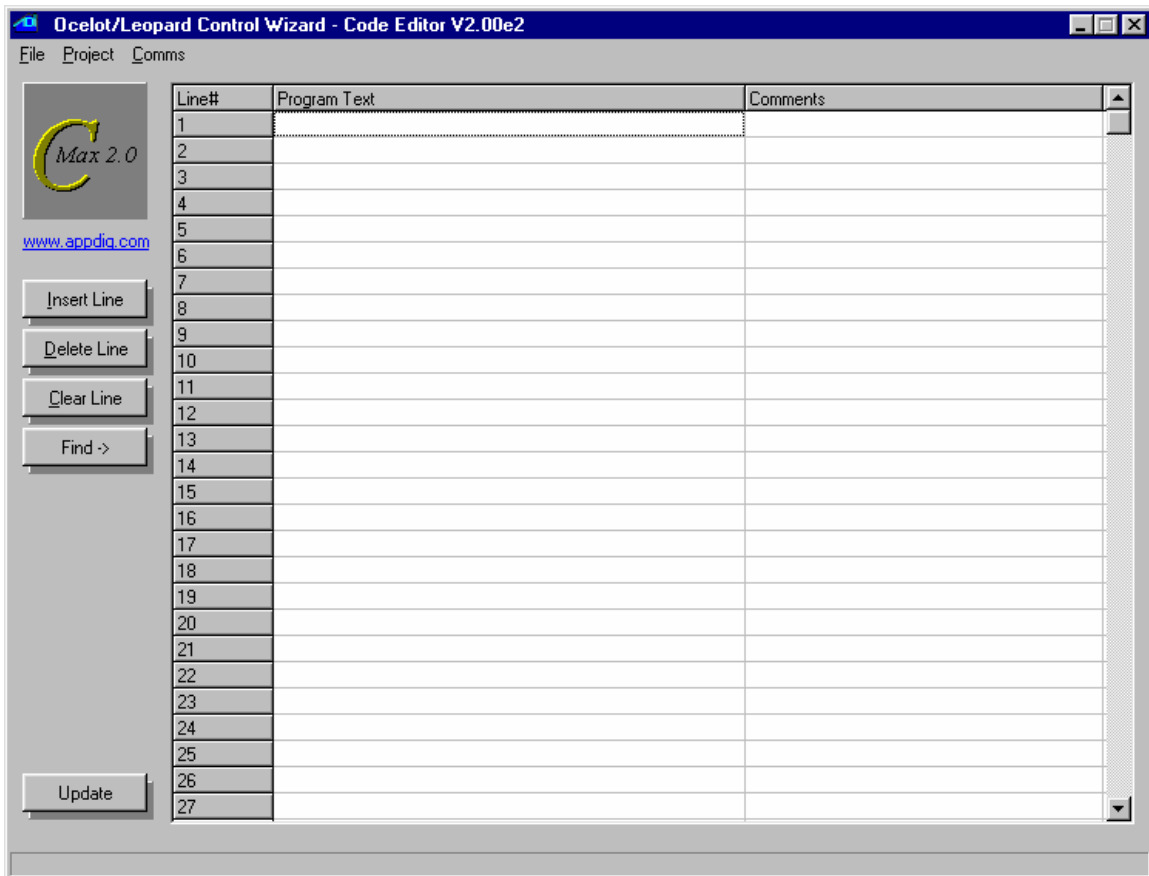 Ocelot/Leopard Control Wizard - Code Editor V2.00e2
File Project Comms
C Max 2.0
www.appdig.com
Insert Line
Delete Line
Clear Line
Find ->
Update
Line# Program Text Comments
1
2
3
4
5
6
7
8
9
10
11
12
13
14
15
16
17
18
19
20
21
22
23
24
25
26
27